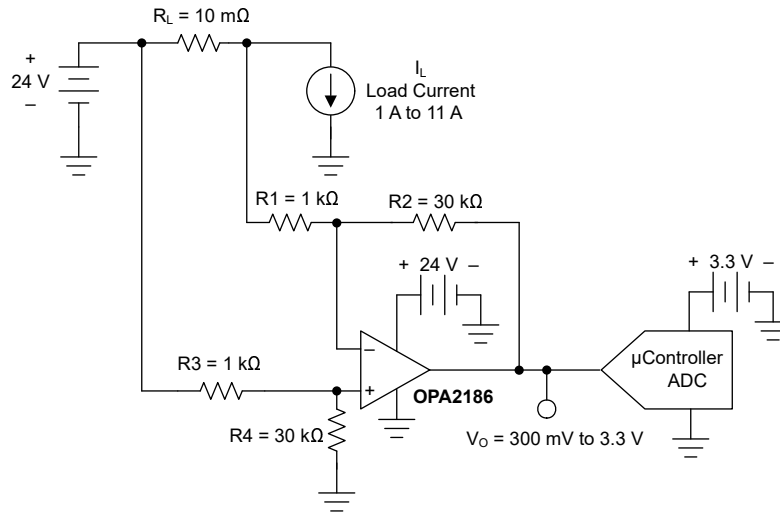 R_L = 10 mΩ
+
24 V
–
I_L
Load Current
1 A to 11 A
R1 = 1 kΩ
R2 = 30 kΩ
+ 24 V –
+ 3.3 V –
R3 = 1 kΩ
–
+
OPA2186
µController
ADC
R4 = 30 kΩ
V_O = 300 mV to 3.3 V